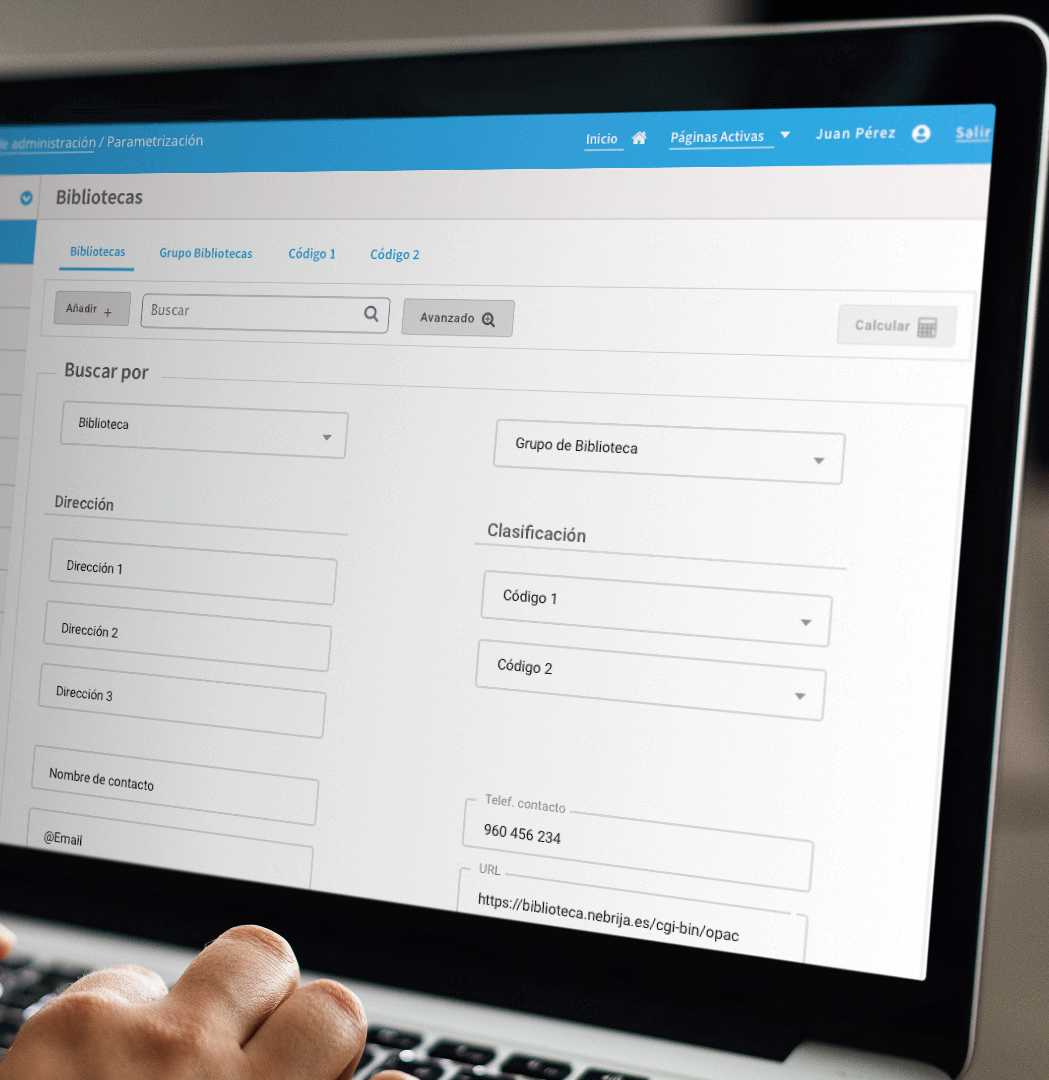 de administración / Parametrización
Inicio
Páginas Activas
Juan Pérez
Salir
Bibliotecas
Bibliotecas
Grupo Bibliotecas
Código 1
Código 2
Añadir +
Buscar
Avanzado
Calcular
Buscar por
Biblioteca
Grupo de Biblioteca
Dirección
Clasificación
Dirección 1
Código 1
Dirección 2
Código 2
Dirección 3
Nombre de contacto
Telef. contacto
960 456 234
@Email
URL
https://biblioteca.nebrija.es/cgi-bin/opac